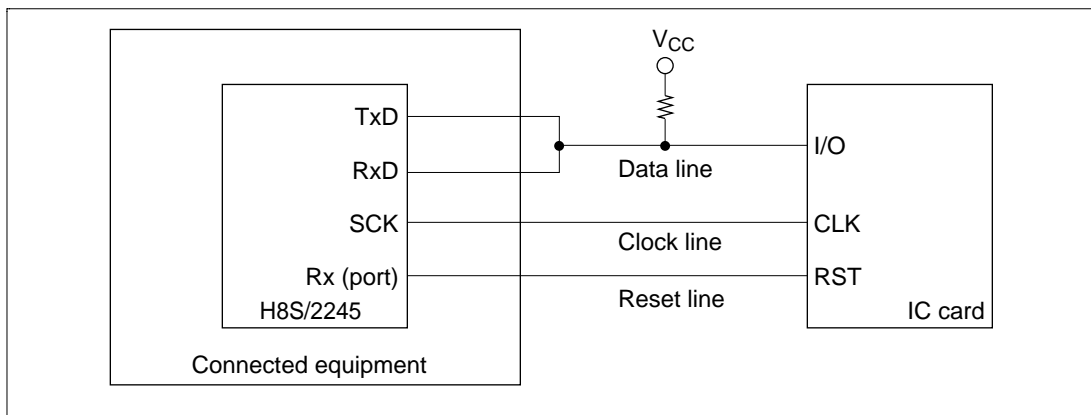 VCC
TxD
I/O
RxD
Data line
SCK
CLK
Clock line
Rx (port)
RST
Reset line
H8S/2245
IC card
Connected equipment